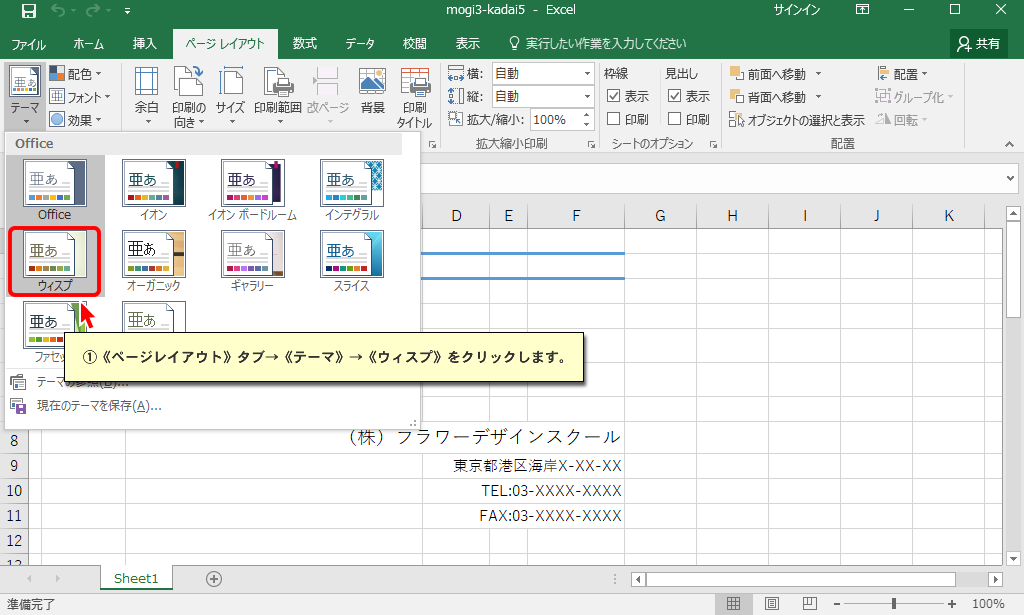 mogi3-kadai5 - Excel
サインイン
ファイル ホーム 挿入 ページ レイアウト 数式 データ 校閲 表示 実行したい作業を入力してください 共有
亜あ
テーマ
配色
フォント
効果
余白
印刷の
向き
サイズ
印刷範囲
改ページ
背景
印刷
タイトル
横: 自動
縦: 自動
拡大/縮小: 100%
拡大縮小印刷
枠線
表示
印刷
見出し
表示
印刷
シートのオプション
前面へ移動
背面へ移動
オブジェクトの選択と表示
配置
グループ化
回転
配置
Office
亜あ 亜あ 亜あ 亜あ
Office イオン イオン ボードルーム インテグラル
亜あ 亜あ 亜あ 亜あ
ウィスプ オーガニック ギャラリー スライス
亜あ 亜あ
ファセッ
①《ページレイアウト》タブ→《テーマ》→《ウィスプ》をクリックします。
テーマの参照(B)...
現在のテーマを保存(A)...
D E F G H I J K
8 （株）フラワーデザインスクール
9 東京都港区海岸X-XX-XX
10 TEL:03-XXXX-XXXX
11 FAX:03-XXXX-XXXX
12
13
Sheet1
準備完了
100%